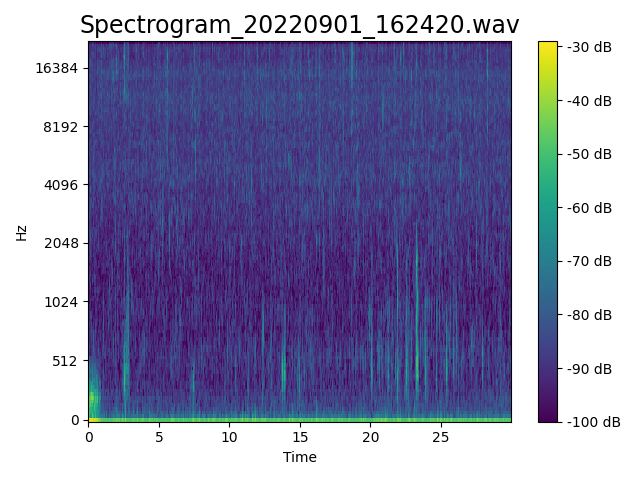 Spectrogram_20220901_162420.wav
Hz
16384
8192
4096
2048
1024
512
0
0 5 10 15 20 25
Time
-30 dB
-40 dB
-50 dB
-60 dB
-70 dB
-80 dB
-90 dB
-100 dB